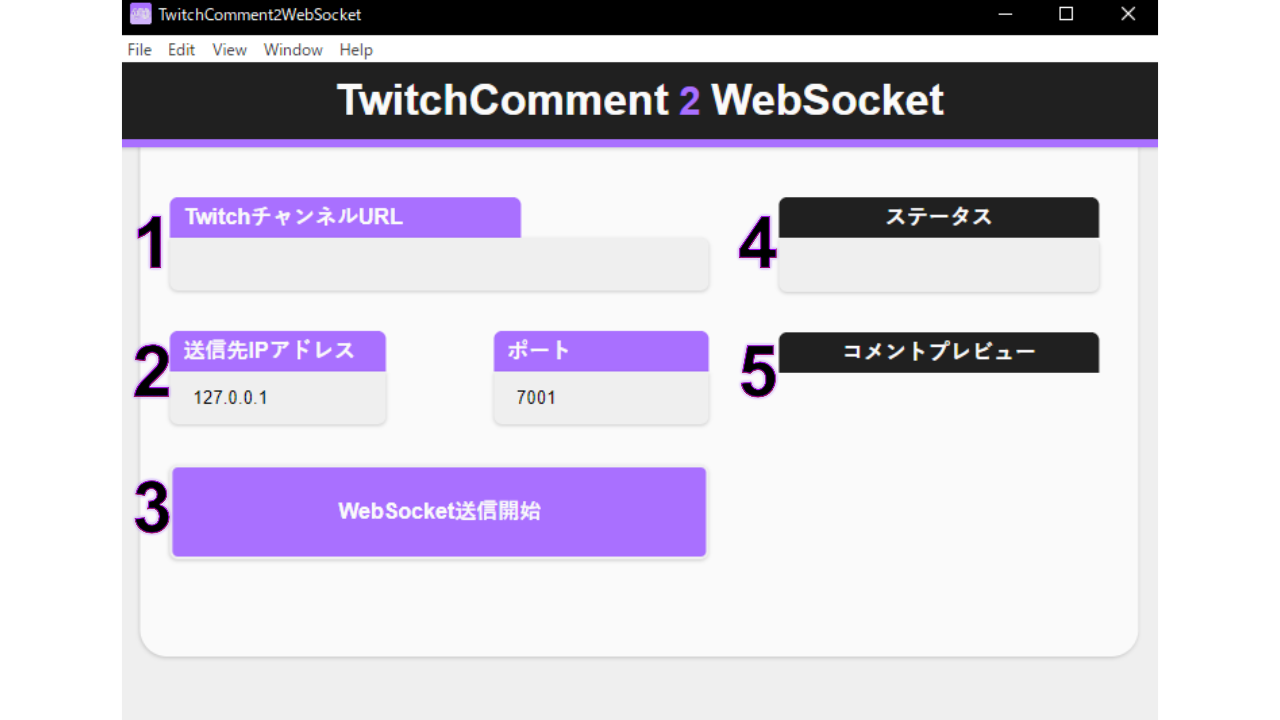 TwitchComment2WebSocket
File Edit View Window Help
TwitchComment 2 WebSocket
1
TwitchチャンネルURL
4
ステータス
2
送信先IPアドレス
127.0.0.1
ポート
7001
5
コメントプレビュー
3
WebSocket送信開始